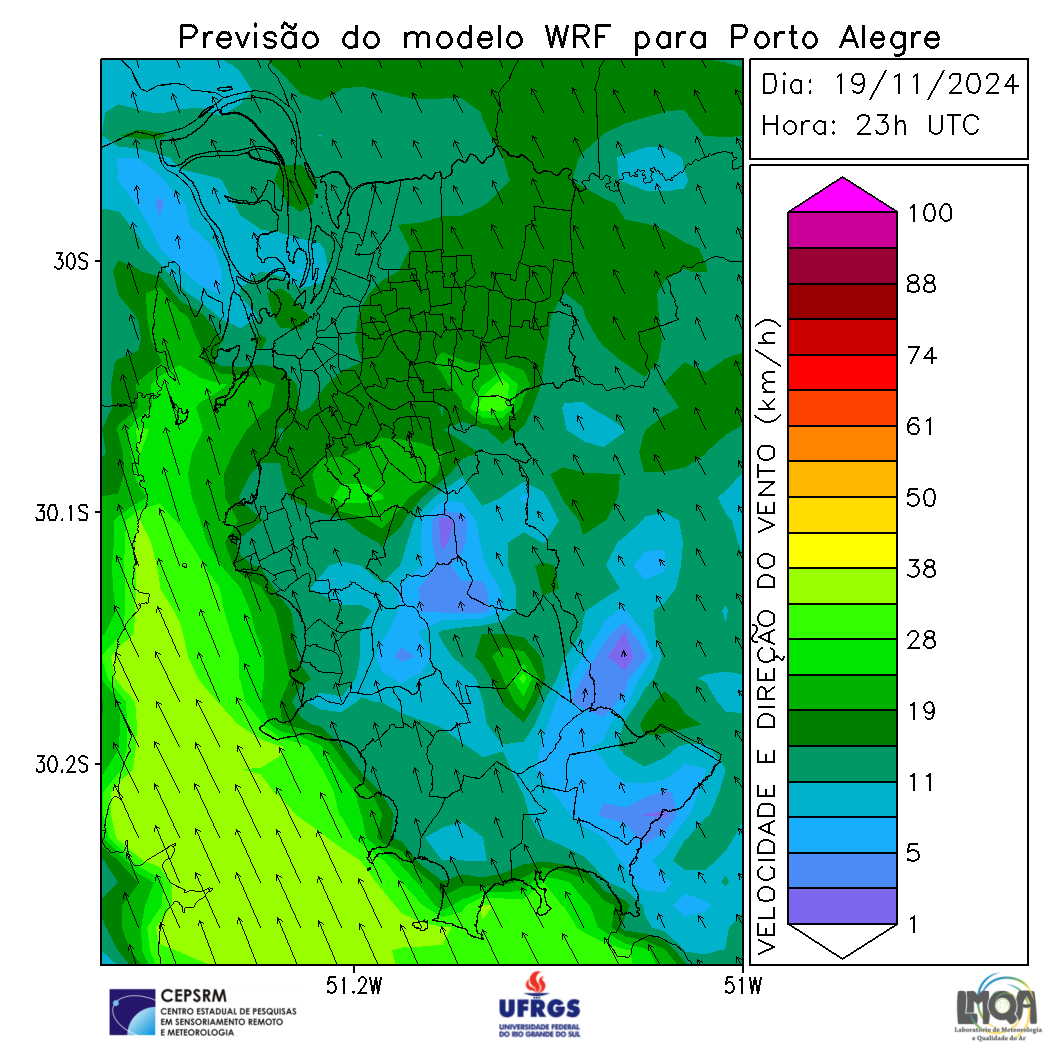 Previsão do modelo WRF para Porto Alegre
Dia: 19/11/2024
Hora: 23h UTC
30S
30.1S
30.2S
51.2W
51W
VELOCIDADE E DIREÇÃO DO VENTO (km/h)
100
88
74
61
50
38
28
19
11
5
1
CEPSRM
CENTRO ESTADUAL DE PESQUISAS
EM SENSORIAMENTO REMOTO
E METEOROLOGIA
UFRGS
UNIVERSIDADE FEDERAL
DO RIO GRANDE DO SUL
LMQA
Laboratório de Meteorologia
e Qualidade do Ar